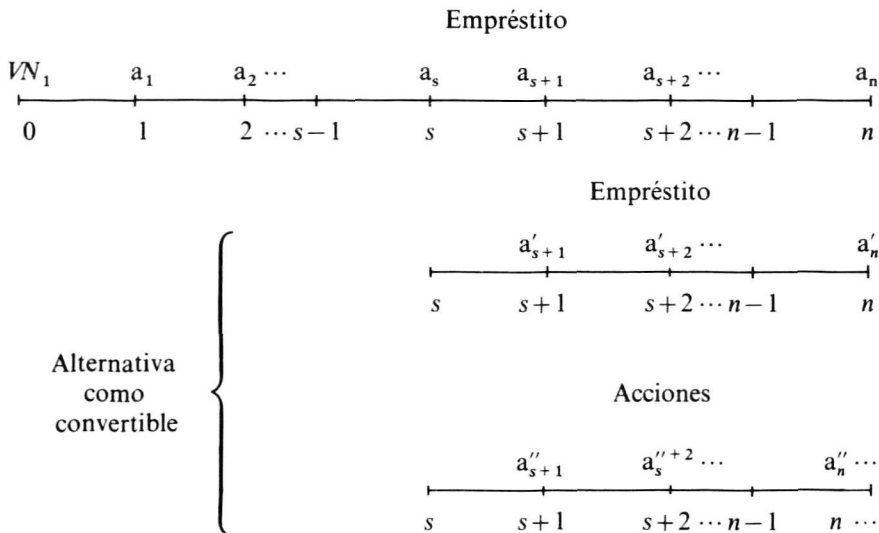 Empréstito
VN₁ a₁ a₂ ··· aₛ aₛ₊₁ aₛ₊₂ ··· aₙ
0 1 2 ··· s−1 s s+1 s+2 ··· n−1 n
Empréstito
a′ₛ₊₁ a′ₛ₊₂ ··· a′ₙ
s s+1 s+2 ··· n−1 n
Alternativa
como
convertible
Acciones
a″ₛ₊₁ aₛ″⁺² ··· a″ₙ ···
s s+1 s+2 ··· n−1 n ···